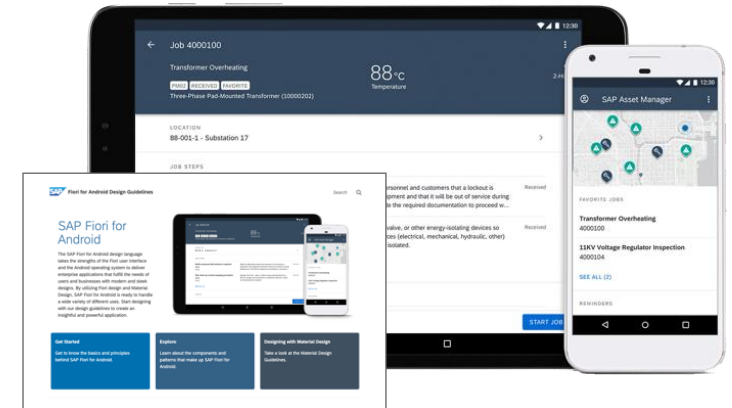 12:30
Job 4000100
Transformer Overheating
PM02 RECEIVED FAVORITE
Three-Phase Pad-Mounted Transformer (10000202)
88 °C
Temperature
2-H
LOCATION
88-001-1 - Substation 17
JOB STEPS
ersonnel and customers that a lockout is
pment and that it will be out of service during
le the required documentation to proceed w...
Received
valve, or other energy-isolating devices so
ces (electrical, mechanical, hydraulic, other)
isolated.
Received
START JOB
12:30
SAP Asset Manager
FAVORITE JOBS
Transformer Overheating
4000100
11KV Voltage Regulator Inspection
4000104
SEE ALL (2)
REMINDERS
SAP Fiori for Android Design Guidelines
Search
SAP Fiori for
Android
The SAP Fiori for Android design language
takes the strengths of the Fiori user interface
and the Android operating system to deliver
enterprise applications that fulfill the needs of
users and businesses with modern and sleek
designs. By utilizing Fiori design and Material
Design, SAP Fiori for Android is ready to handle
a wide variety of different uses. Start designing
with our design guidelines to create an
insightful and powerful application.
Get Started
Get to know the basics and principles
behind SAP Fiori for Android.
Explore
Learn about the components and
patterns that make up SAP Fiori for
Android.
Designing with Material Design
Take a look at the Material Design
Guidelines.